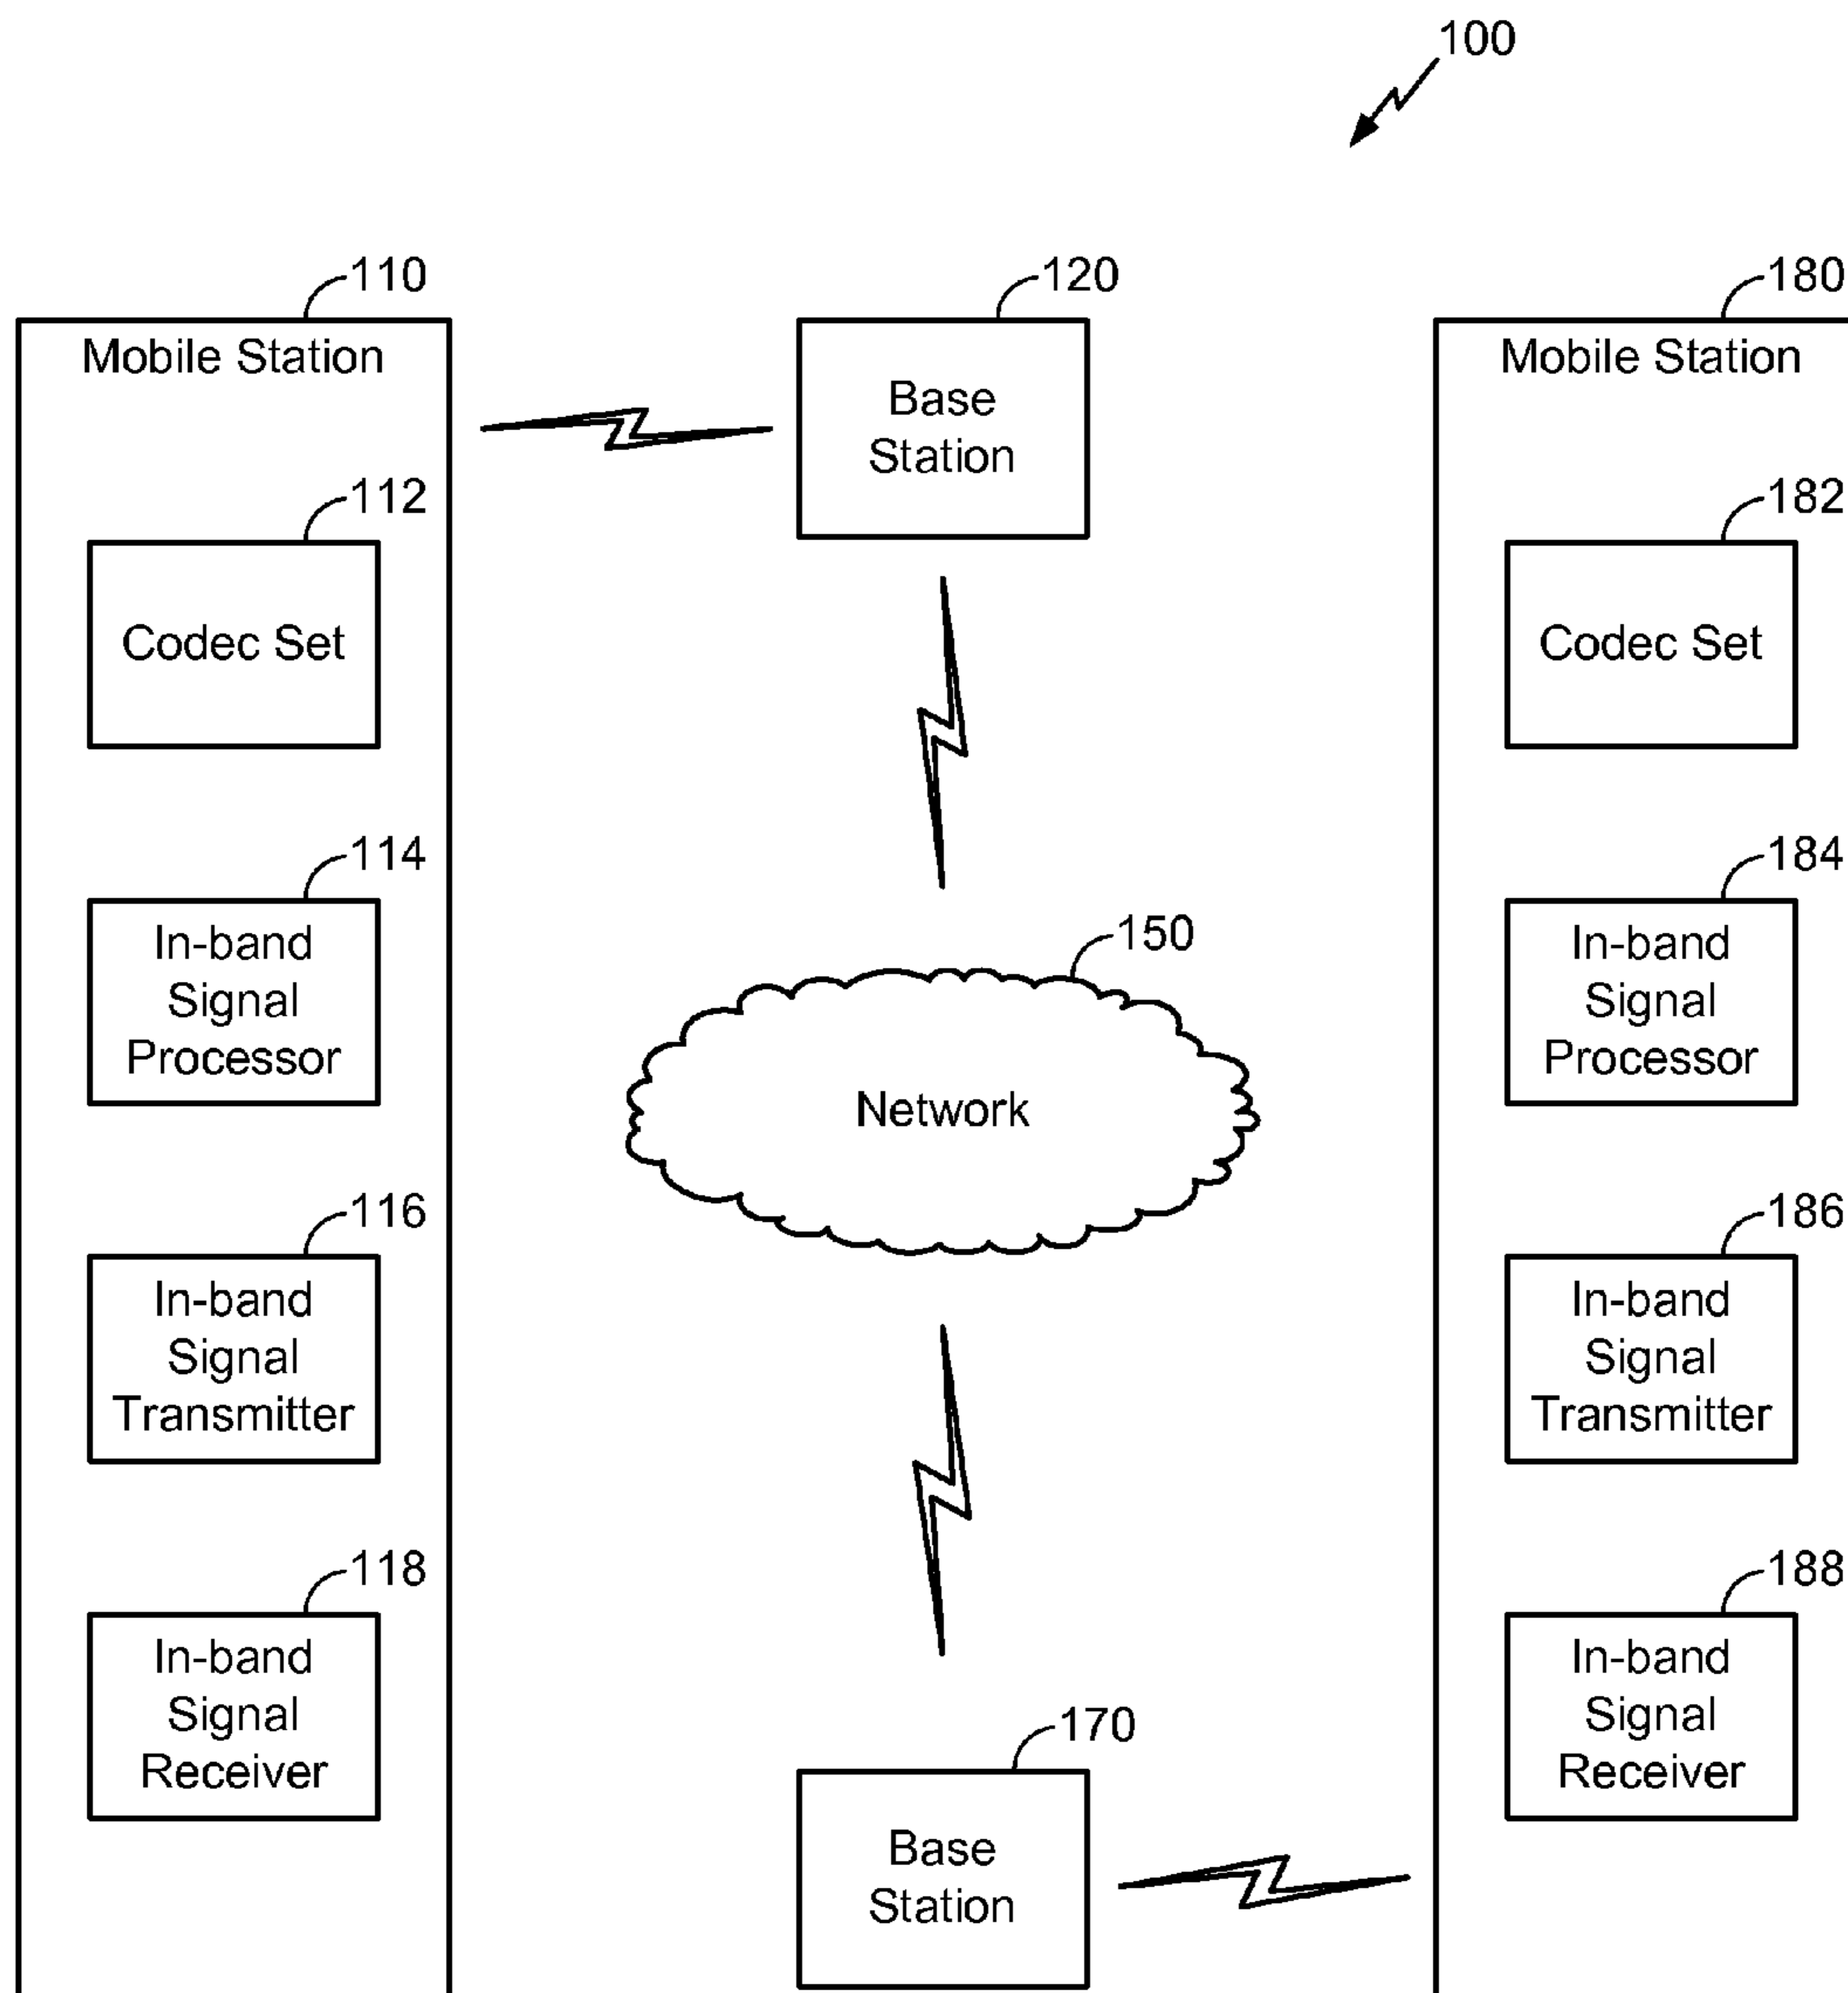 100
110
Mobile Station
112
Codec Set
114
In-band
Signal
Processor
116
In-band
Signal
Transmitter
118
In-band
Signal
Receiver
120
Base
Station
150
Network
170
Base
Station
180
Mobile Station
182
Codec Set
184
In-band
Signal
Processor
186
In-band
Signal
Transmitter
188
In-band
Signal
Receiver